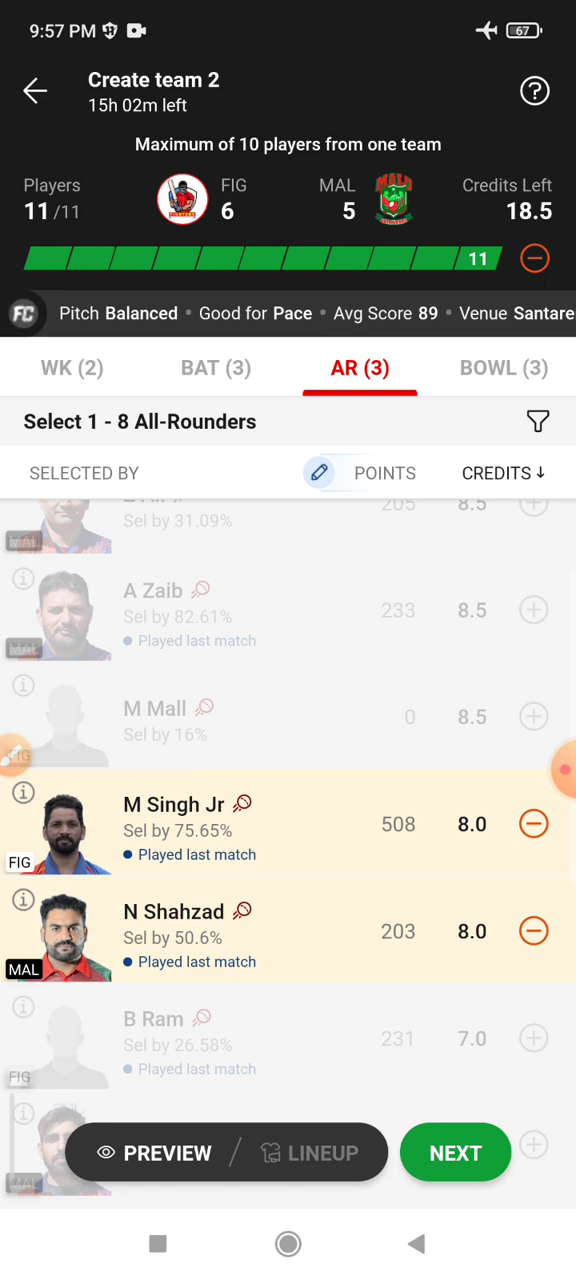 9:57 PM
67
Create team 2
15h 02m left
Maximum of 10 players from one team
Players
11/11
FIG
6
MAL
5
Credits Left
18.5
11
FC Pitch Balanced • Good for Pace • Avg Score 89 • Venue Santare
WK (2) BAT (3) AR (3) BOWL (3)
Select 1 - 8 All-Rounders
SELECTED BY POINTS CREDITS ↓
205 8.5
Sel by 31.09%
MAL
A Zaib
Sel by 82.61%
233 8.5
MAL
Played last match
M Mall
Sel by 16%
0 8.5
FIG
M Singh Jr
Sel by 75.65%
508 8.0
FIG
Played last match
N Shahzad
Sel by 50.6%
203 8.0
MAL
Played last match
B Ram
Sel by 26.58%
231 7.0
FIG
Played last match
MAL
PREVIEW / LINEUP
NEXT